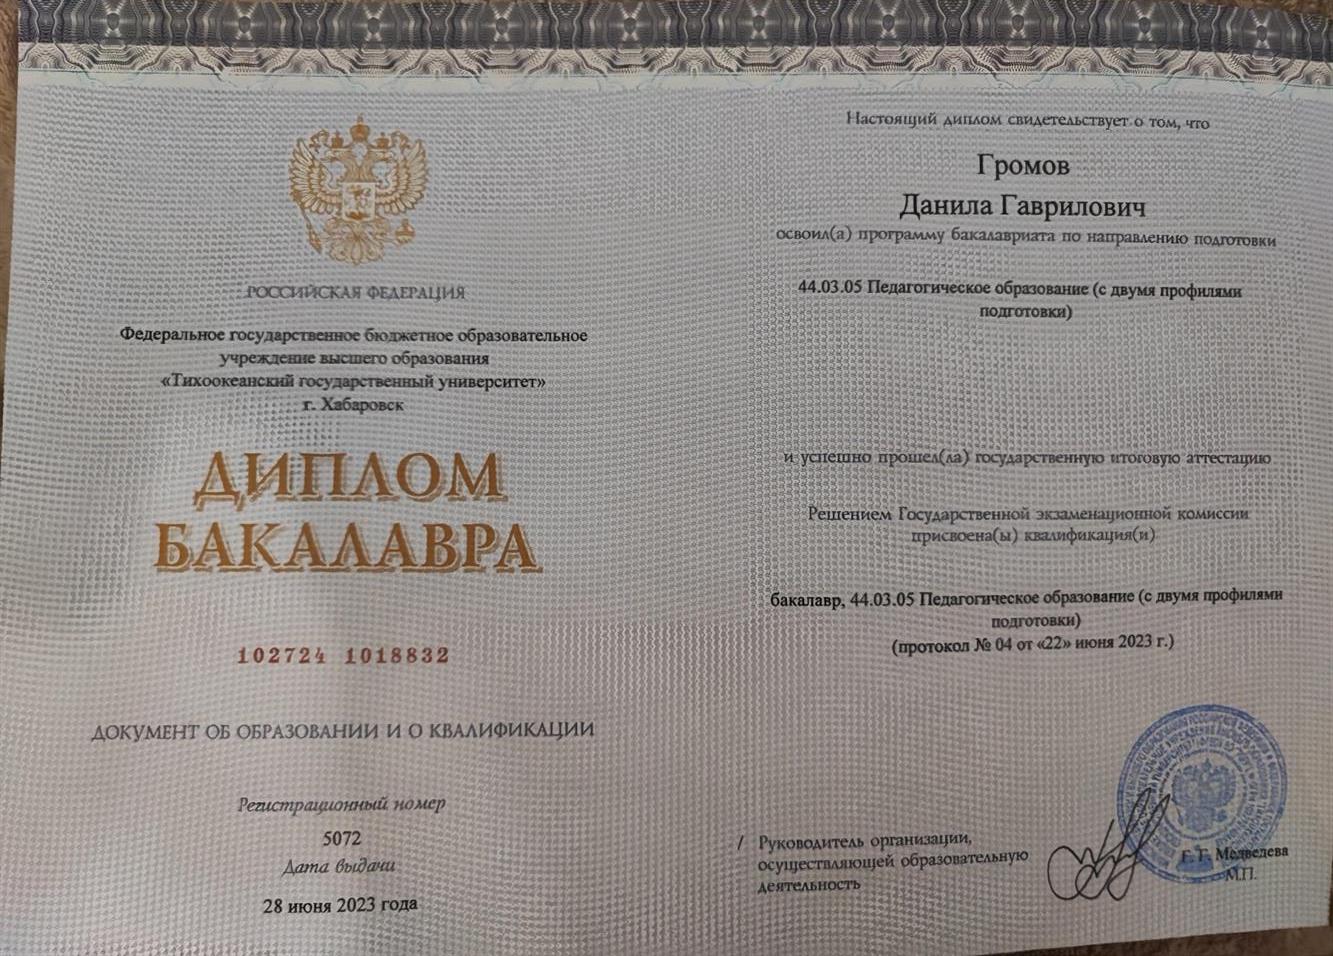 РОССИЙСКАЯ ФЕДЕРАЦИЯ
Федеральное государственное бюджетное образовательное
учреждение высшего образования
«Тихоокеанский государственный университет»
г. Хабаровск
ДИПЛОМ
БАКАЛАВРА
102724 1018832
ДОКУМЕНТ ОБ ОБРАЗОВАНИИ И О КВАЛИФИКАЦИИ
Регистрационный номер
5072
Дата выдачи
28 июня 2023 года
Настоящий диплом свидетельствует о том, что
Громов
Данила Гаврилович
освоил(а) программу бакалавриата по направлению подготовки
44.03.05 Педагогическое образование (с двумя профилями
подготовки)
и успешно прошел(ла) государственную итоговую аттестацию
Решением Государственной экзаменационной комиссии
присвоена(ы) квалификация(и)
бакалавр, 44.03.05 Педагогическое образование (с двумя профилями
подготовки)
(протокол № 04 от «22» июня 2023 г.)
/ Руководитель организации,
осуществляющей образовательную
деятельность
Г. Г. Медведева
М.П.